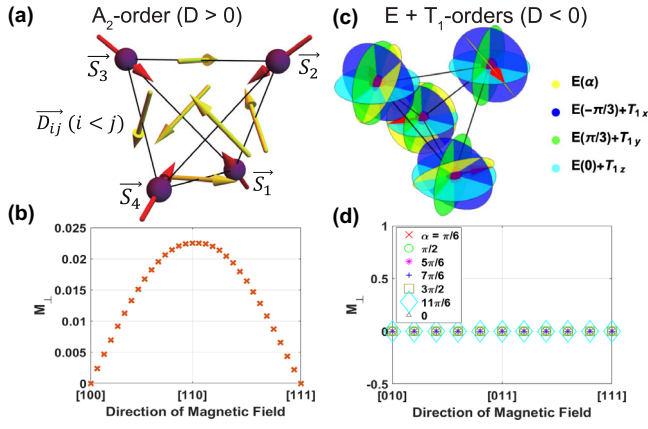 (a)
A₂-order (D > 0)
S₃
S₂
D_ij (i < j)
S₄
S₁
(c)
E + T₁-orders (D < 0)
E(α)
E(−π/3)+T₁ₓ
E(π/3)+T₁ᵧ
E(0)+T₁z
(b)
0.025
0.02
0.015
0.01
0.005
0
M⊥
[100]
[110]
[111]
Direction of Magnetic Field
(d)
1
0.5
0
-0.5
M⊥
α = π/6
π/2
5π/6
7π/6
3π/2
11π/6
0
[010]
[011]
[111]
Direction of Magnetic Field